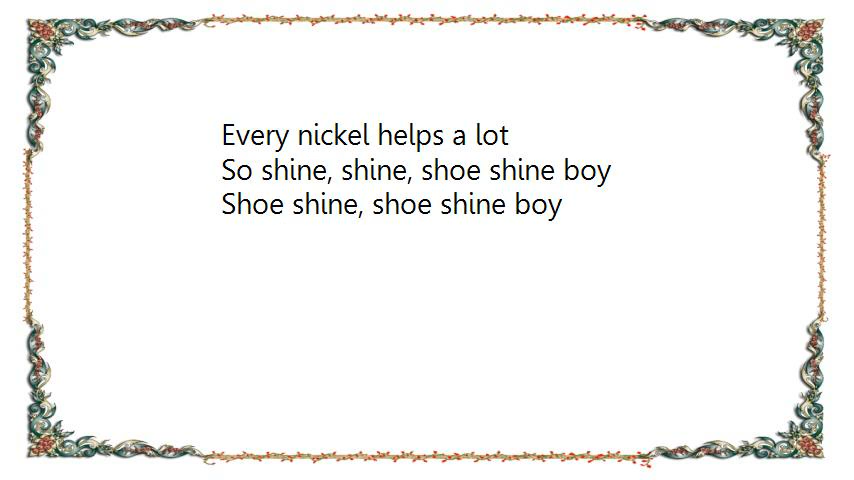 Every nickel helps a lot
So shine, shine, shoe shine boy
Shoe shine, shoe shine boy